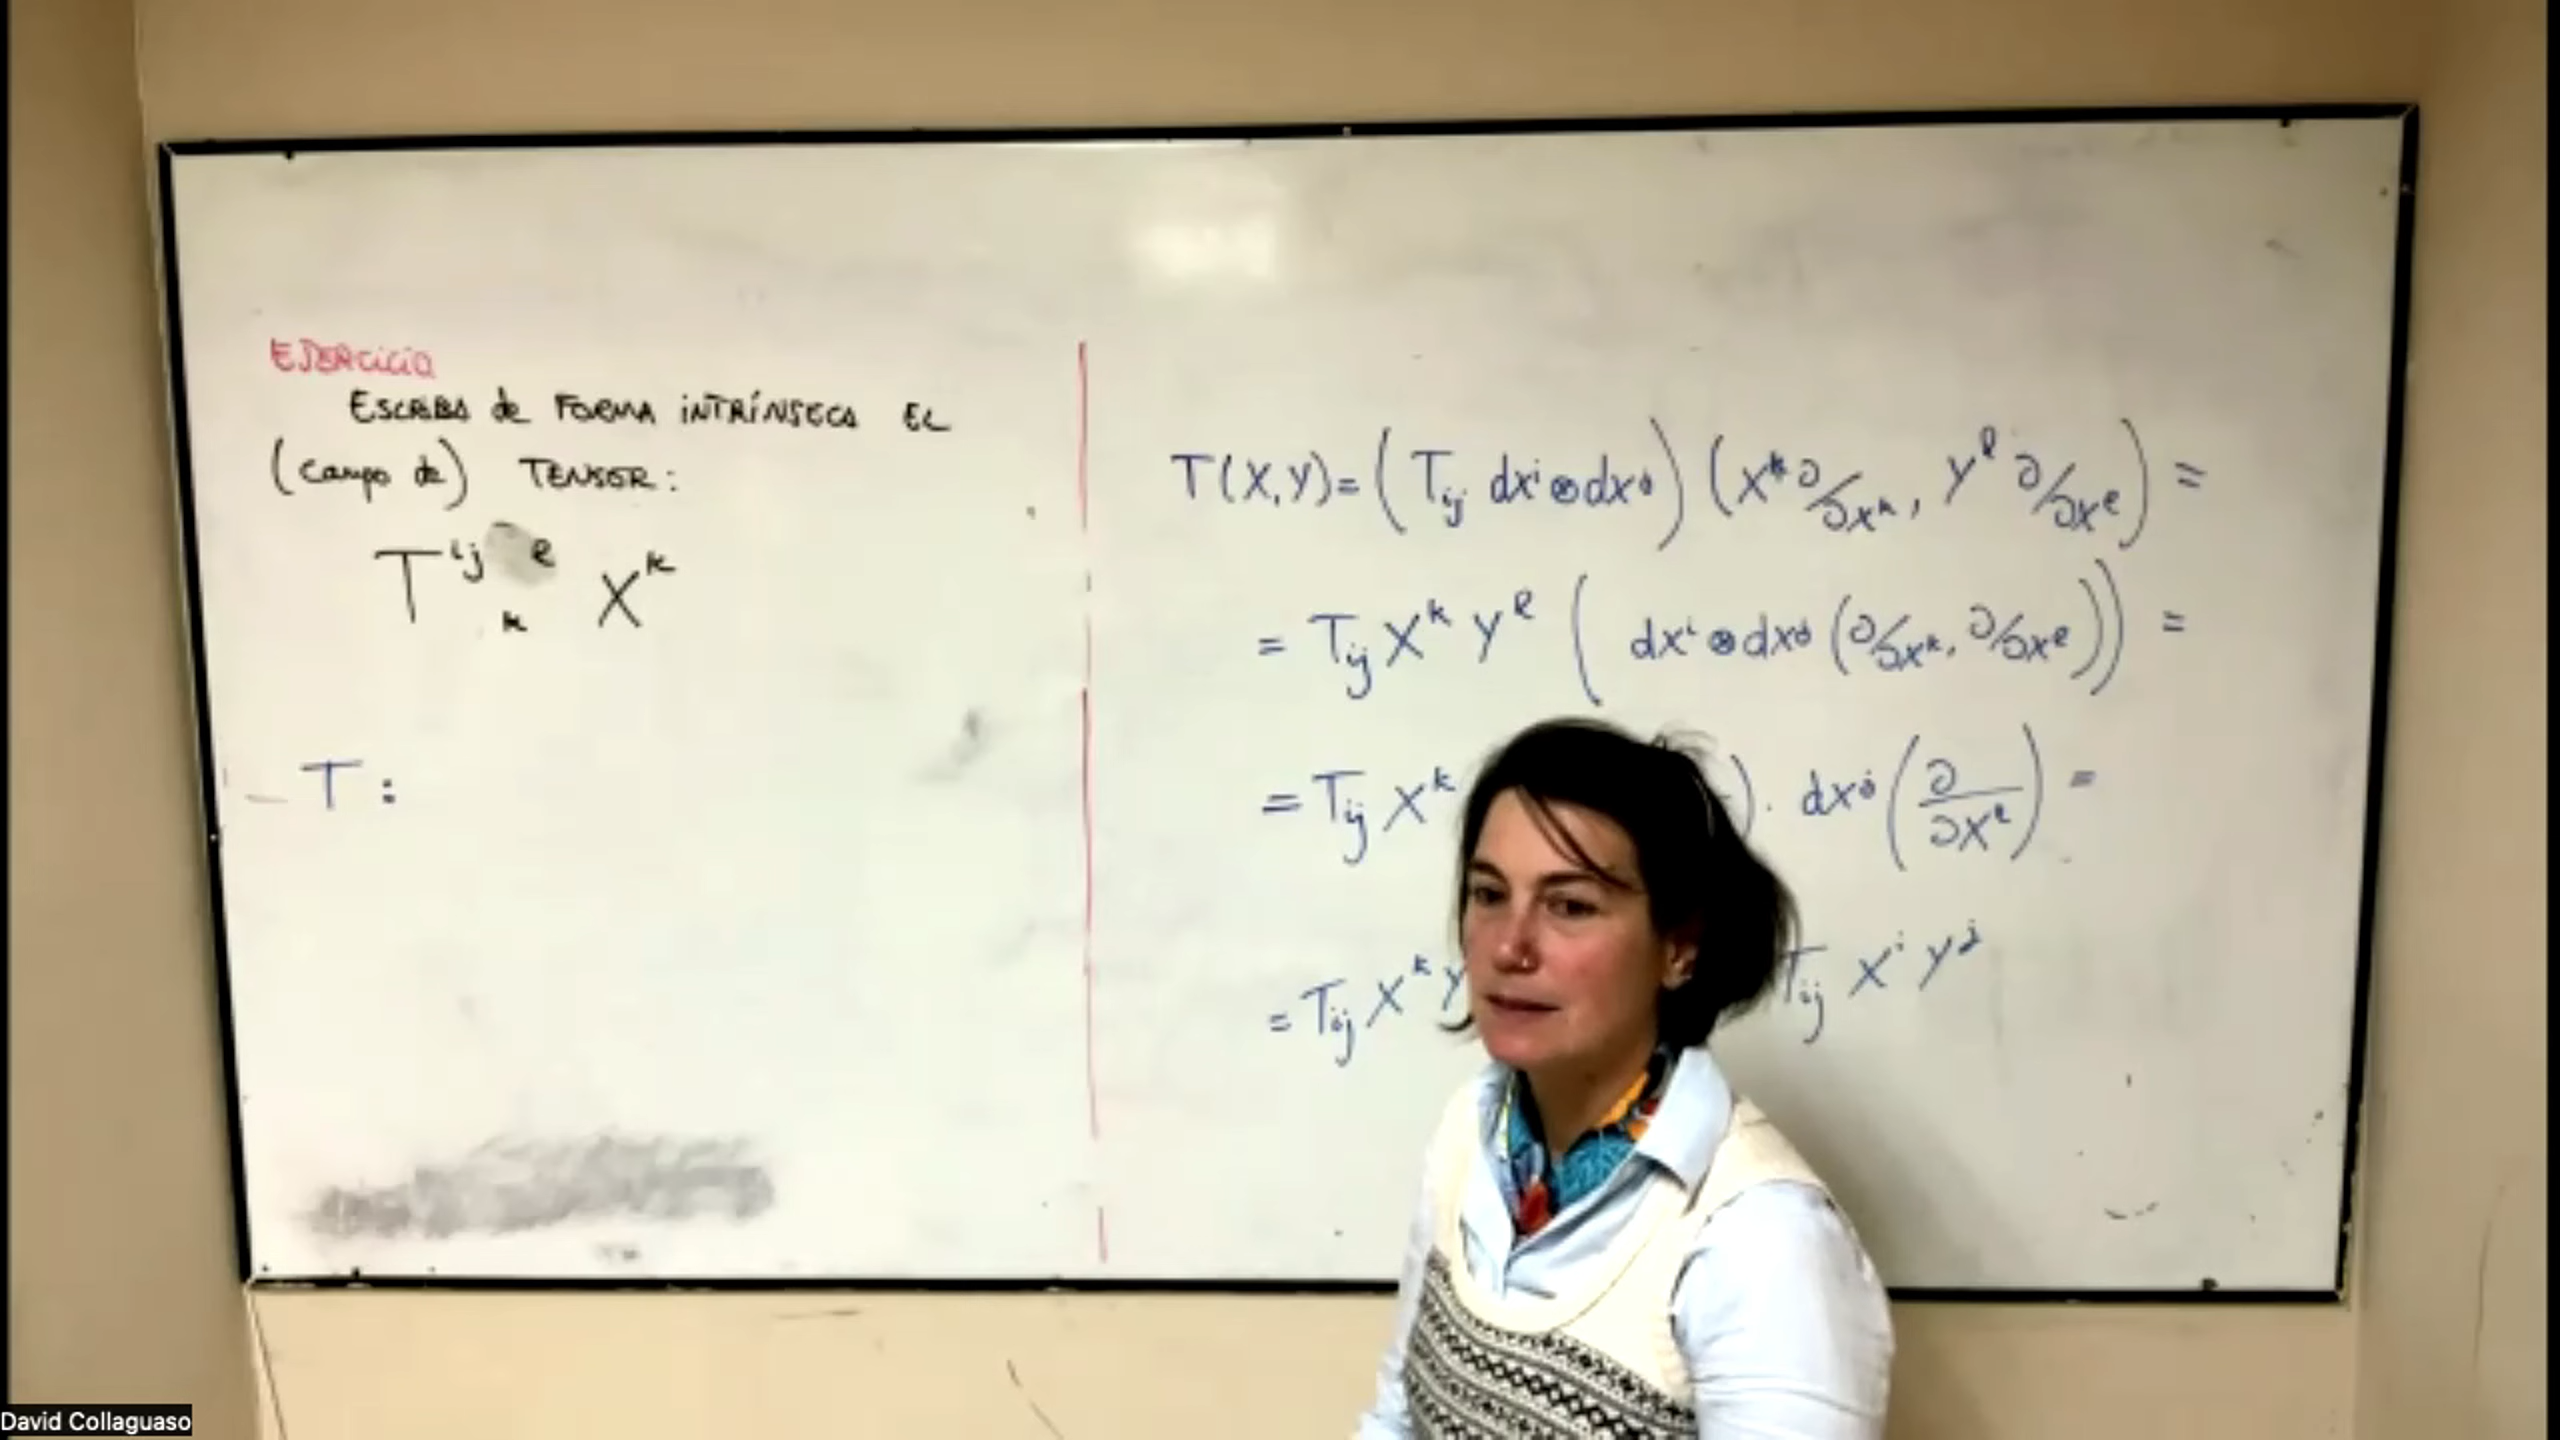 EJERCICIO
ESCRIBA de FORMA INTRÍNSECA EL
(campo de) TENSOR:
T^{ij}{}_k{}^l X^k
T :
T(X,Y) = (T_{ij} dx^i ⊗ dx^j) (X^k ∂/∂x^k, Y^l ∂/∂x^l) =
= T_{ij} X^k Y^l ( dx^i ⊗ dx^j (∂/∂x^k, ∂/∂x^l)) =
= T_{ij} X^k ) · dx^j (∂/∂x^l) =
= T_{ij} X^k Y T_{ij} X^i Y^j
David Collaguaso